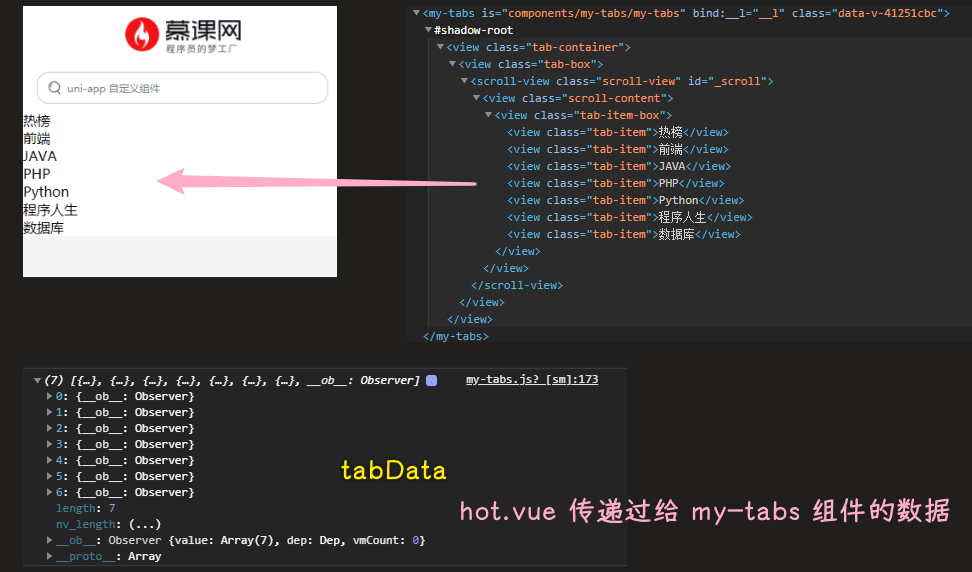 慕课网
程序员的梦工厂
uni-app 自定义组件
热榜
前端
JAVA
PHP
Python
程序人生
数据库
<my-tabs is="components/my-tabs/my-tabs" bind:__l="__l" class="data-v-41251cbc">
#shadow-root
<view class="tab-container">
<view class="tab-box">
<scroll-view class="scroll-view" id="_scroll">
<view class="scroll-content">
<view class="tab-item-box">
<view class="tab-item">热榜</view>
<view class="tab-item">前端</view>
<view class="tab-item">JAVA</view>
<view class="tab-item">PHP</view>
<view class="tab-item">Python</view>
<view class="tab-item">程序人生</view>
<view class="tab-item">数据库</view>
</view>
</view>
</scroll-view>
</view>
</view>
</my-tabs>
(7) [{…}, {…}, {…}, {…}, {…}, {…}, {…}, __ob__: Observer] my-tabs.js? [sm]:173
0: {__ob__: Observer}
1: {__ob__: Observer}
2: {__ob__: Observer}
3: {__ob__: Observer}
4: {__ob__: Observer}
5: {__ob__: Observer}
6: {__ob__: Observer}
length: 7
nv_length: (...)
__ob__: Observer {value: Array(7), dep: Dep, vmCount: 0}
__proto__: Array
tabData
hot.vue 传递过给 my-tabs 组件的数据